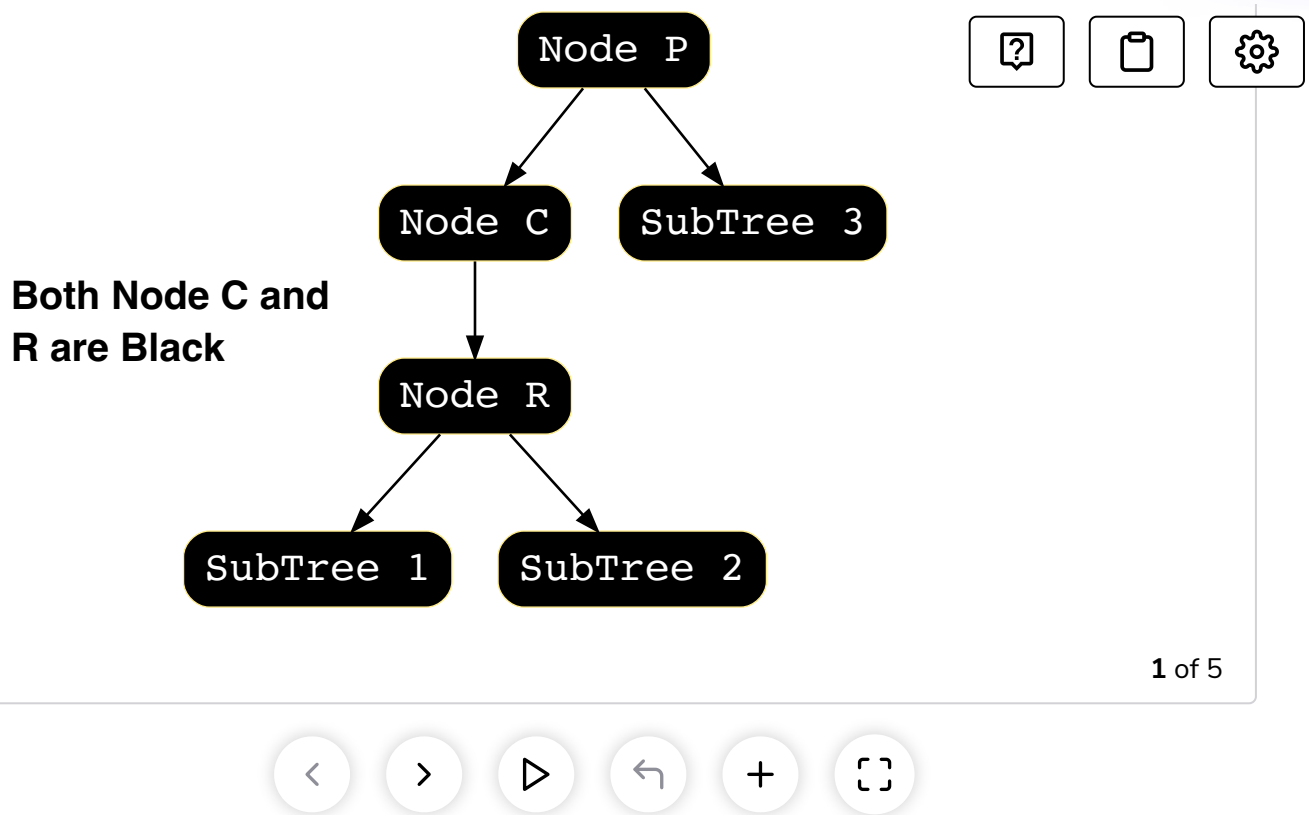 Node P
Node C
SubTree 3
Both Node C and
R are Black
Node R
SubTree 1
SubTree 2
1 of 5